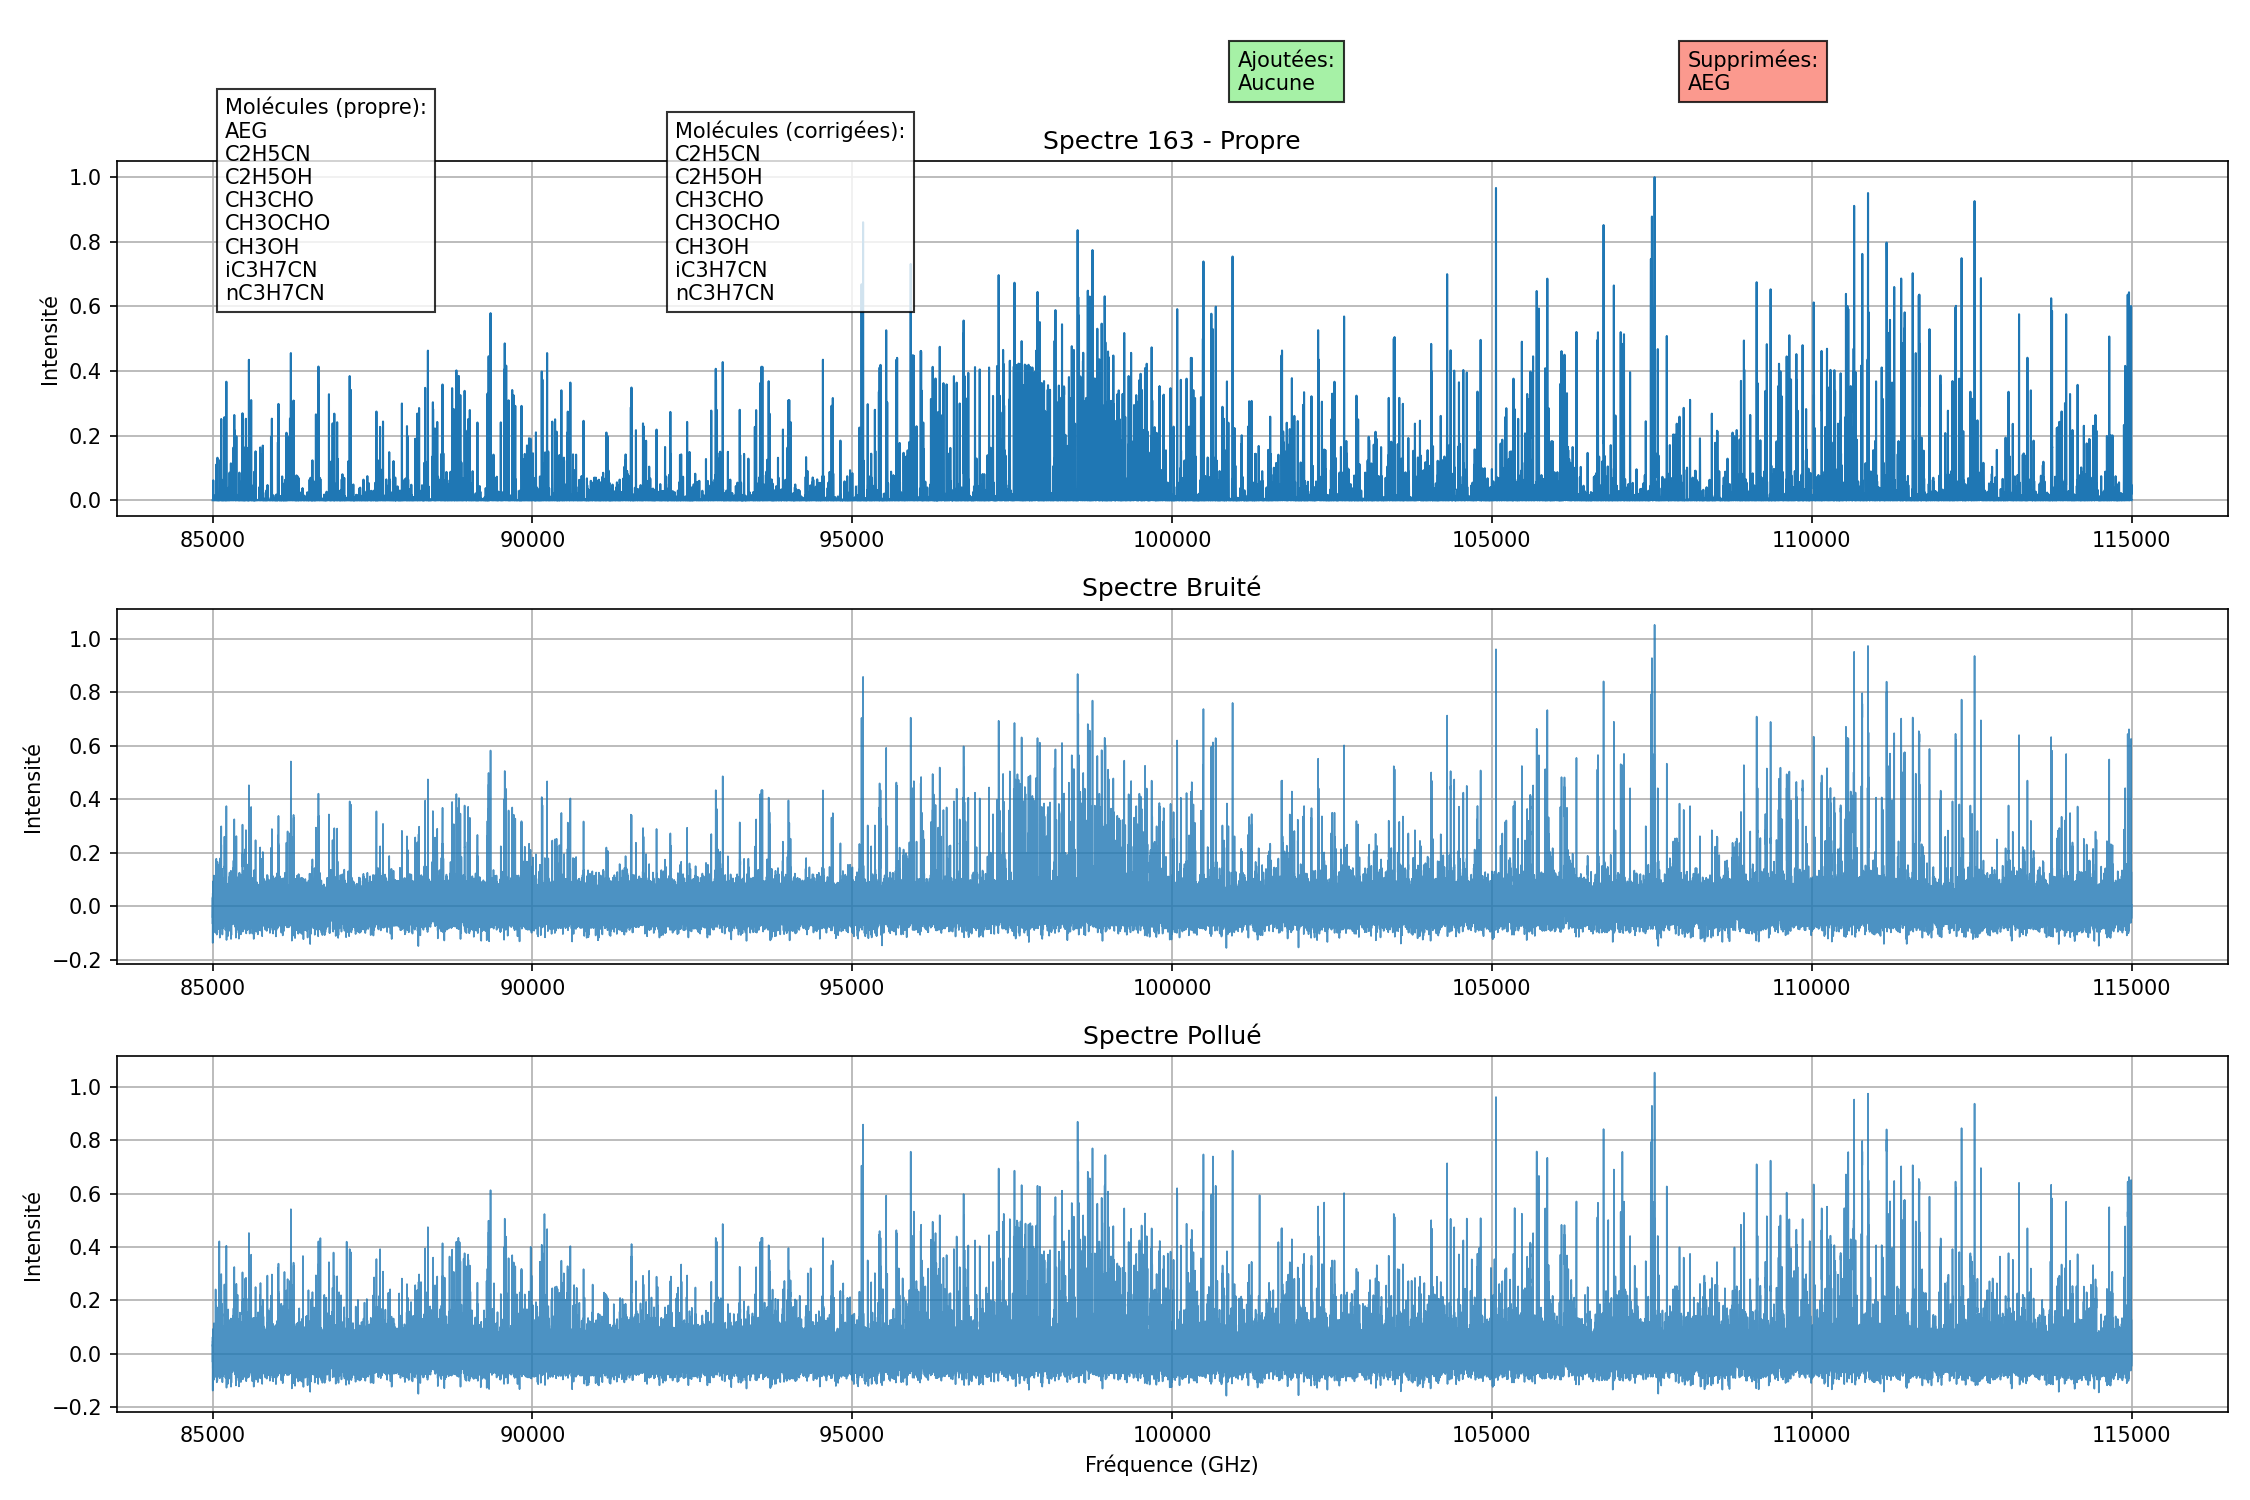 Ajoutées:
Aucune
Supprimées:
AEG
Molécules (propre):
AEG
C2H5CN
C2H5OH
CH3CHO
CH3OCHO
CH3OH
iC3H7CN
nC3H7CN
Molécules (corrigées):
C2H5CN
C2H5OH
CH3CHO
CH3OCHO
CH3OH
iC3H7CN
nC3H7CN
Spectre 163 - Propre
Intensité
1.0
0.8
0.6
0.4
0.2
0.0
85000 90000 95000 100000 105000 110000 115000
Spectre Bruité
Intensité
1.0
0.8
0.6
0.4
0.2
0.0
−0.2
85000 90000 95000 100000 105000 110000 115000
Spectre Pollué
Intensité
1.0
0.8
0.6
0.4
0.2
0.0
−0.2
85000 90000 95000 100000 105000 110000 115000
Fréquence (GHz)